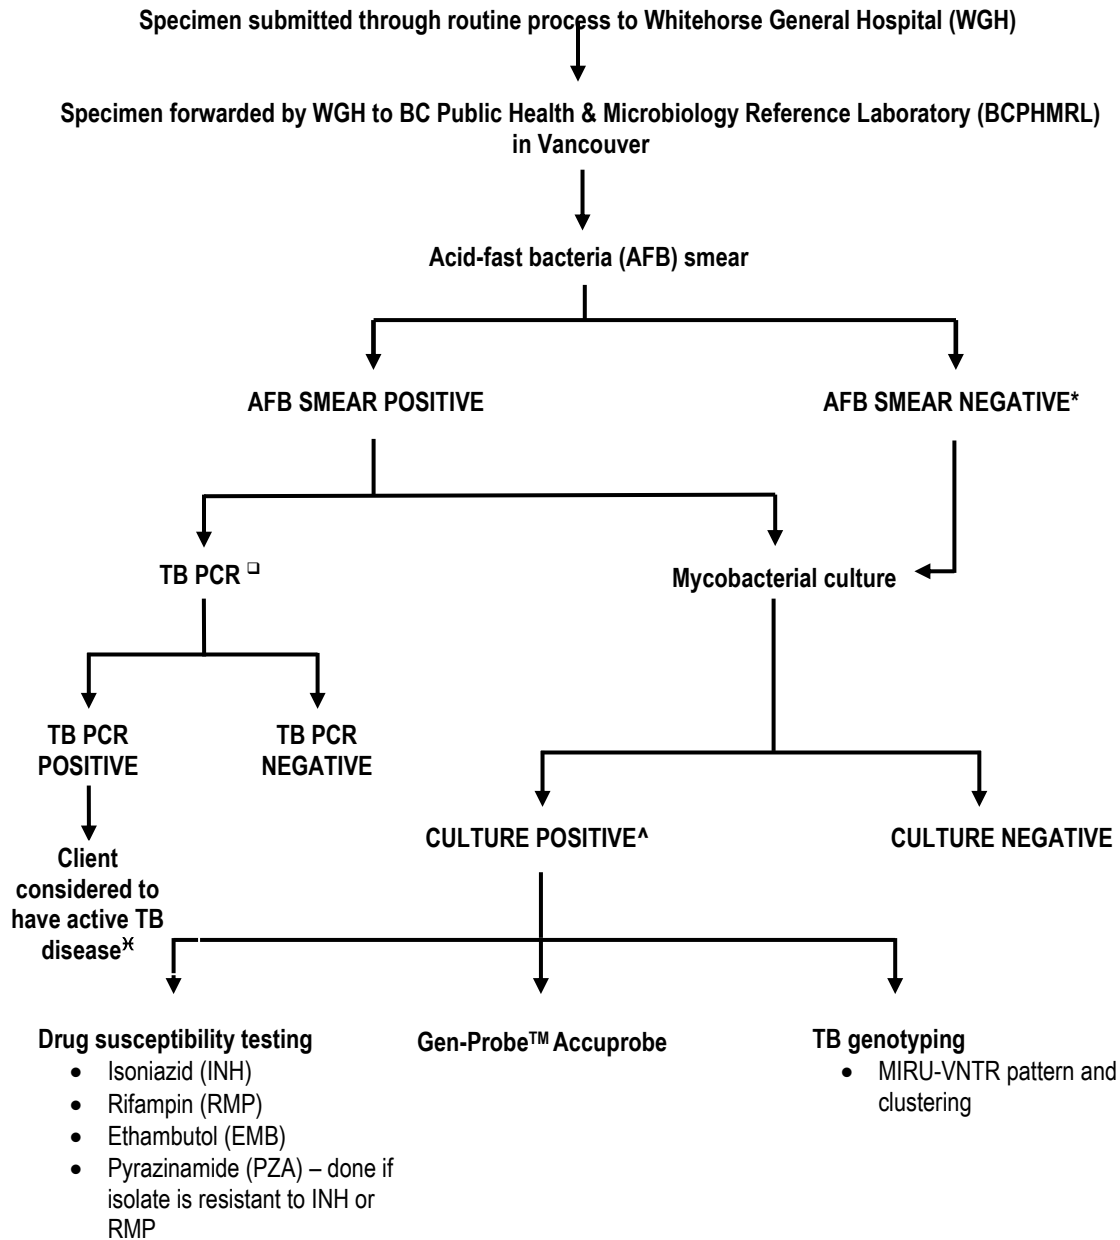 Specimen submitted through routine process to Whitehorse General Hospital (WGH)
Specimen forwarded by WGH to BC Public Health & Microbiology Reference Laboratory (BCPHMRL)
in Vancouver
Acid-fast bacteria (AFB) smear
AFB SMEAR POSITIVE
AFB SMEAR NEGATIVE*
TB PCR ❑
Mycobacterial culture
TB PCR
POSITIVE
TB PCR
NEGATIVE
CULTURE POSITIVE^
CULTURE NEGATIVE
Client
considered to
have active TB
disease♓
Drug susceptibility testing
• Isoniazid (INH)
• Rifampin (RMP)
• Ethambutol (EMB)
• Pyrazinamide (PZA) – done if
isolate is resistant to INH or
RMP
Gen-Probe™ Accuprobe
TB genotyping
• MIRU-VNTR pattern and
clustering